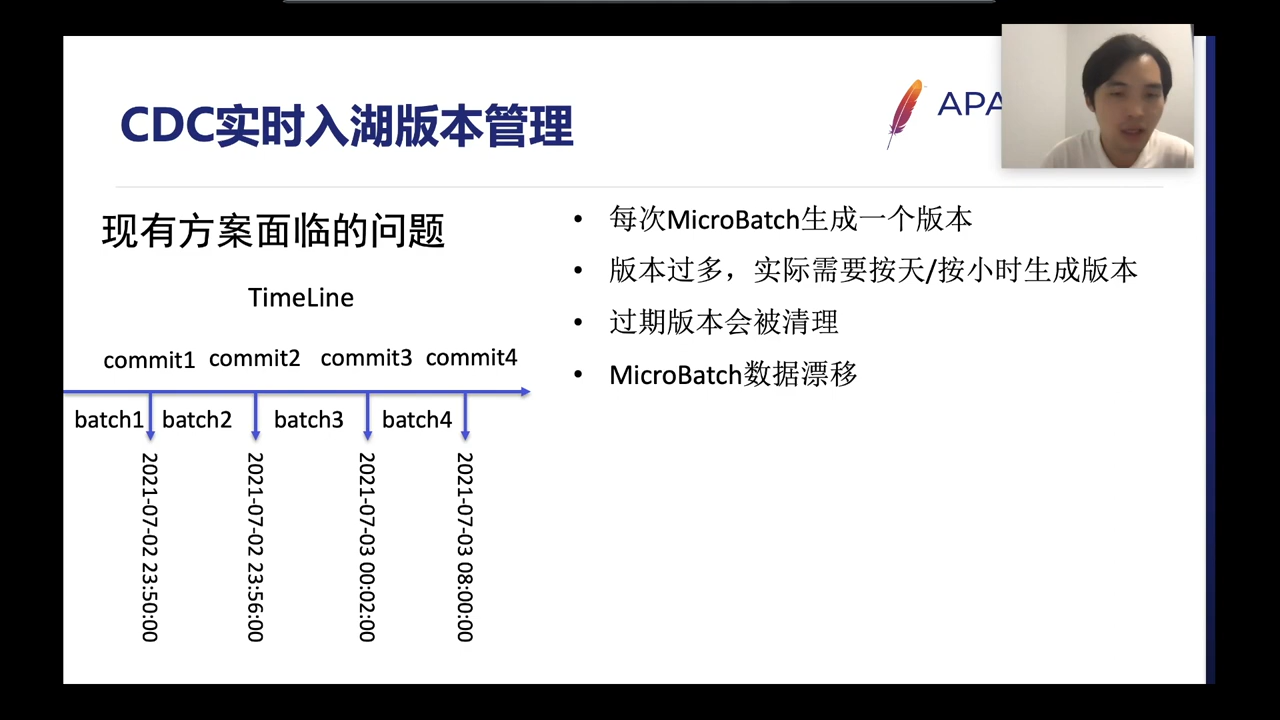 CDC实时入湖版本管理
APA
现有方案面临的问题
TimeLine
commit1 commit2 commit3 commit4
batch1 batch2 batch3 batch4
2021-07-02 23:50:00
2021-07-02 23:56:00
2021-07-03 00:02:00
2021-07-03 08:00:00
• 每次MicroBatch生成一个版本
• 版本过多，实际需要按天/按小时生成版本
• 过期版本会被清理
• MicroBatch数据漂移